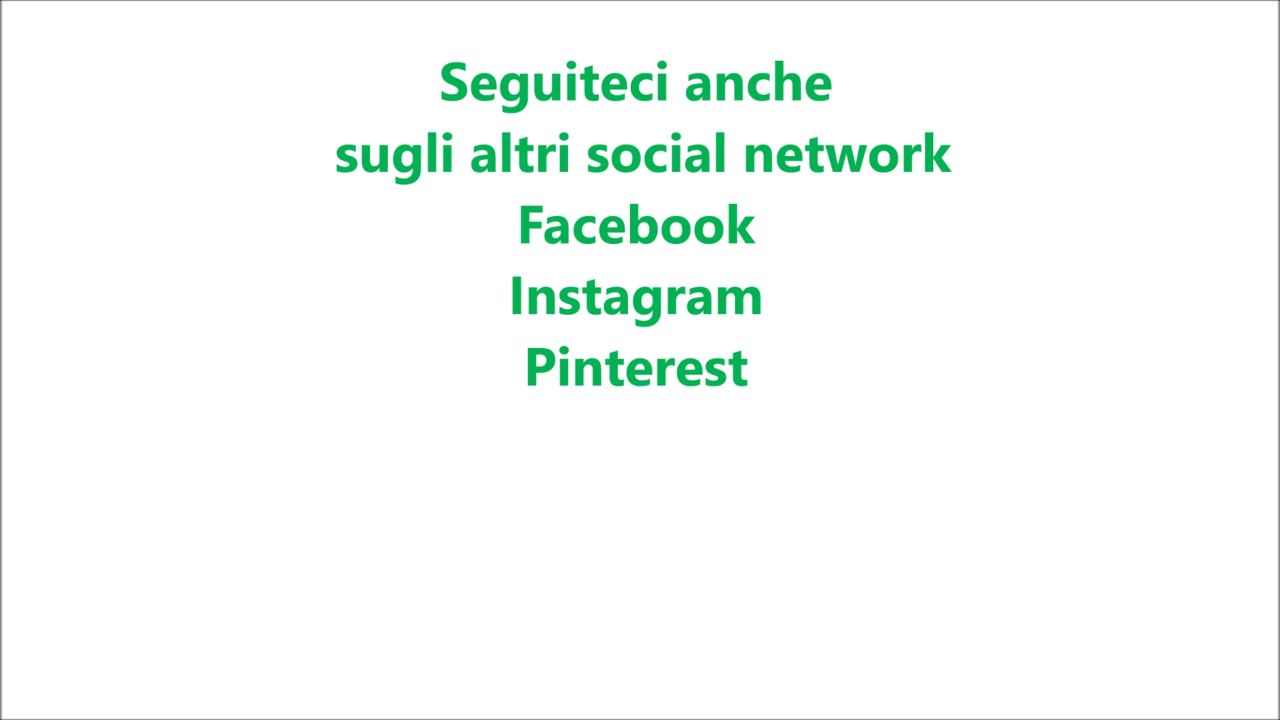 Seguiteci anche
sugli altri social network
Facebook
Instagram
Pinterest